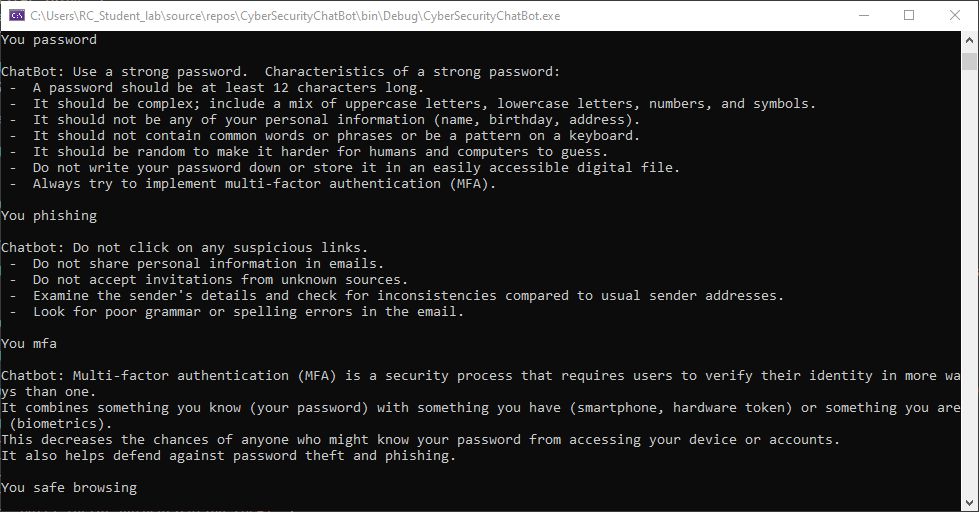 C:\Users\RC_Student_lab\source\repos\CyberSecurityChatBot\bin\Debug\CyberSecurityChatBot.exe
You password
ChatBot: Use a strong password.  Characteristics of a strong password:
 -  A password should be at least 12 characters long.
 -  It should be complex; include a mix of uppercase letters, lowercase letters, numbers, and symbols.
 -  It should not be any of your personal information (name, birthday, address).
 -  It should not contain common words or phrases or be a pattern on a keyboard.
 -  It should be random to make it harder for humans and computers to guess.
 -  Do not write your password down or store it in an easily accessible digital file.
 -  Always try to implement multi-factor authentication (MFA).
You phishing
Chatbot: Do not click on any suspicious links.
 -  Do not share personal information in emails.
 -  Do not accept invitations from unknown sources.
 -  Examine the sender's details and check for inconsistencies compared to usual sender addresses.
 -  Look for poor grammar or spelling errors in the email.
You mfa
Chatbot: Multi-factor authentication (MFA) is a security process that requires users to verify their identity in more wa
ys than one.
It combines something you know (your password) with something you have (smartphone, hardware token) or something you are
 (biometrics).
This decreases the chances of anyone who might know your password from accessing your device or accounts.
It also helps defend against password theft and phishing.
You safe browsing